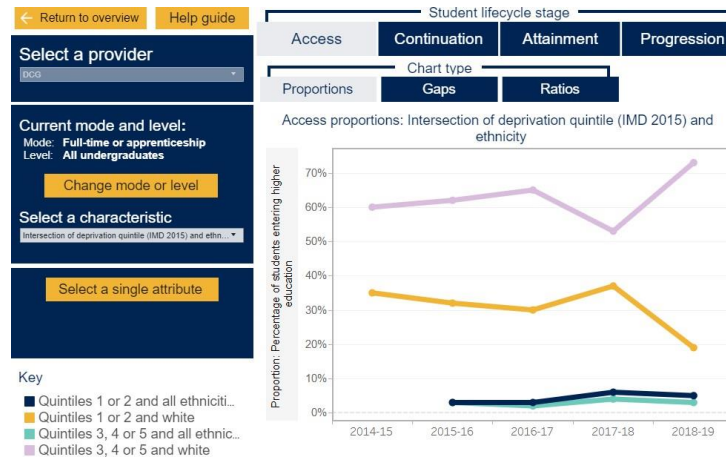 ← Return to overview
Help guide
Select a provider
DCG
Current mode and level:
Mode: Full-time or apprenticeship
Level: All undergraduates
Change mode or level
Select a characteristic
Intersection of deprivation quintile (IMD 2015) and ethn...
Select a single attribute
Key
Quintiles 1 or 2 and all ethniciti...
Quintiles 1 or 2 and white
Quintiles 3, 4 or 5 and all ethnic...
Quintiles 3, 4 or 5 and white
Student lifecycle stage
Access
Continuation
Attainment
Progression
Chart type
Proportions
Gaps
Ratios
Access proportions: Intersection of deprivation quintile (IMD 2015) and
ethnicity
Proportion: Percentage of students entering higher
education
70%
60%
50%
40%
30%
20%
10%
0%
2014-15
2015-16
2016-17
2017-18
2018-19